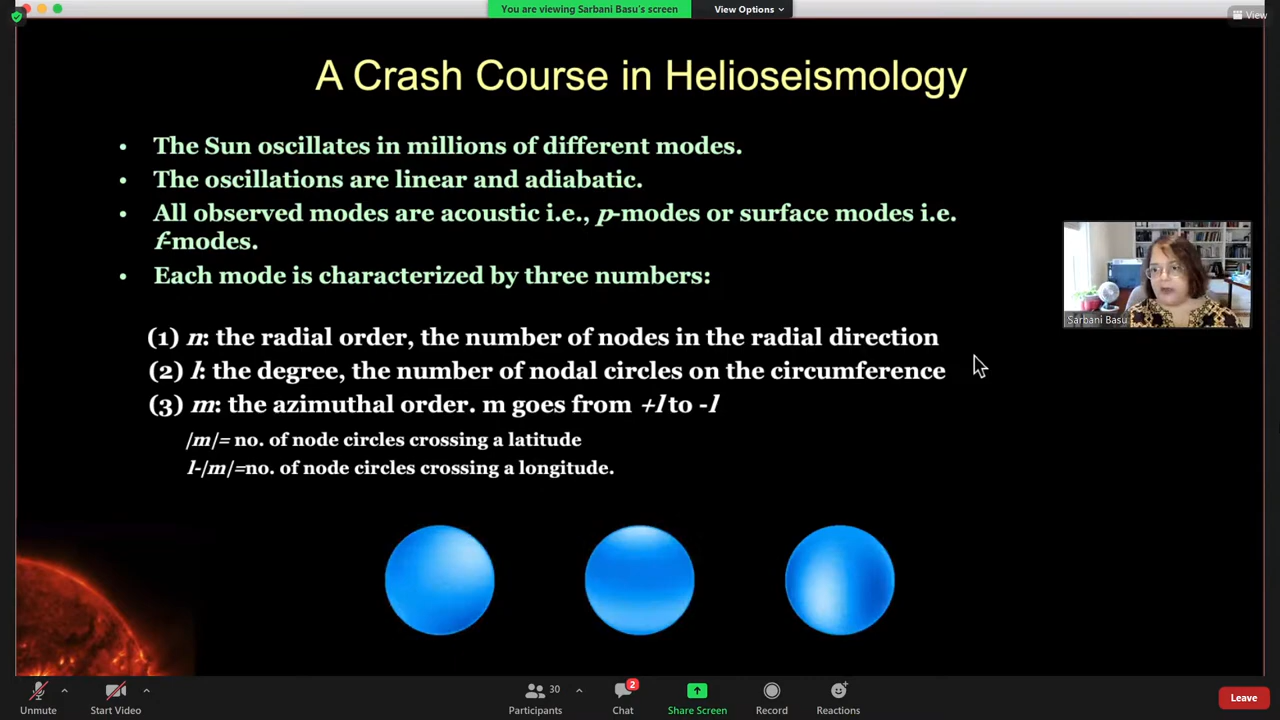 You are viewing Sarbani Basu's screen
View Options
View
A Crash Course in Helioseismology
• The Sun oscillates in millions of different modes.
• The oscillations are linear and adiabatic.
• All observed modes are acoustic i.e., p-modes or surface modes i.e.
f-modes.
• Each mode is characterized by three numbers:
(1) n: the radial order, the number of nodes in the radial direction
(2) l: the degree, the number of nodal circles on the circumference
(3) m: the azimuthal order. m goes from +l to -l
|m|= no. of node circles crossing a latitude
l-|m|=no. of node circles crossing a longitude.
Sarbani Basu
Unmute
Start Video
Participants
30
Chat
2
Share Screen
Record
Reactions
Leave